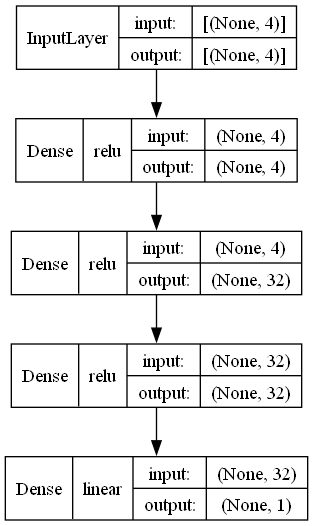 InputLayer input: [(None, 4)]
output: [(None, 4)]
Dense relu input: (None, 4)
output: (None, 4)
Dense relu input: (None, 4)
output: (None, 32)
Dense relu input: (None, 32)
output: (None, 32)
Dense linear input: (None, 32)
output: (None, 1)